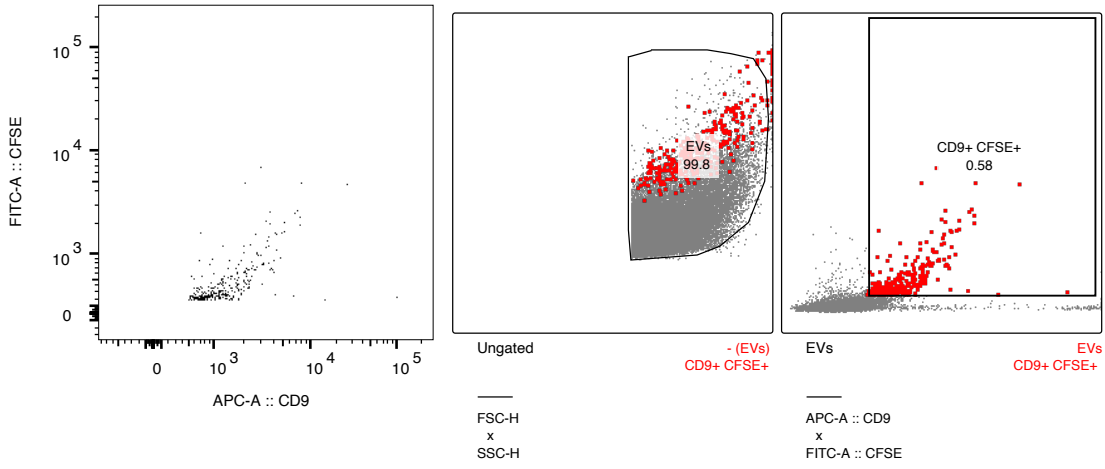 10^5
10^4
10^3
0
FITC-A :: CFSE
0
10^3
10^4
10^5
APC-A :: CD9
EVs
99.8
Ungated
- (EVs)
CD9+ CFSE+
FSC-H
x
SSC-H
CD9+ CFSE+
0.58
EVs
EVs
CD9+ CFSE+
APC-A :: CD9
x
FITC-A :: CFSE